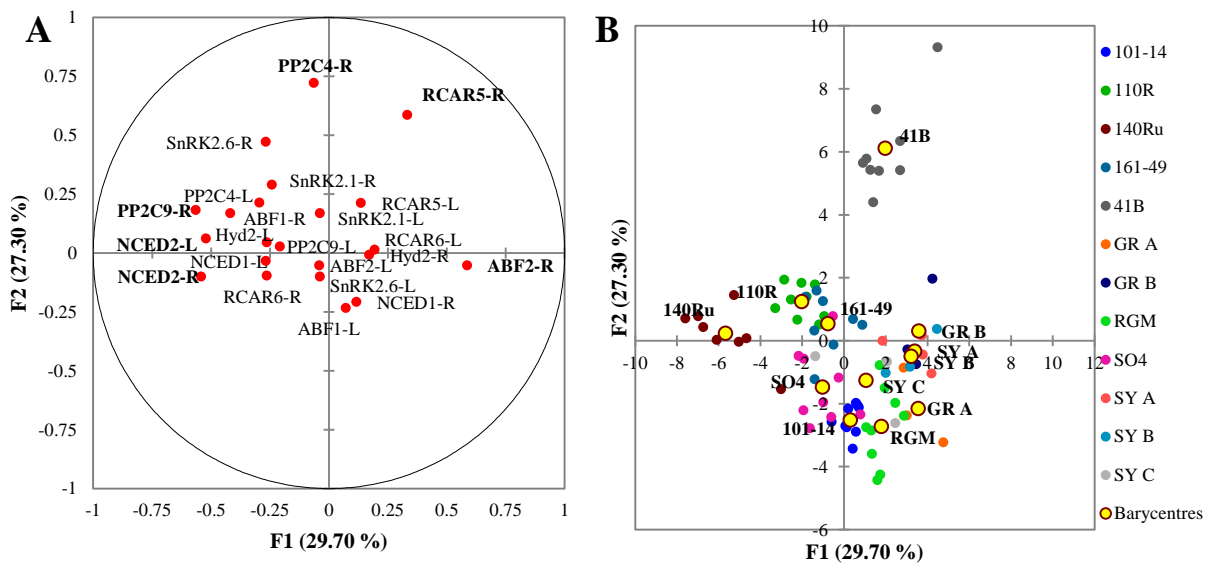 A
B
1
0.75
0.5
0.25
0
-0.25
-0.5
-0.75
-1
F2 (27.30 %)
PP2C4-R
RCAR5-R
SnRK2.6-R
SnRK2.1-R
PP2C4-L
RCAR5-L
PP2C9-R
ABF1-R
SnRK2.1-L
NCED2-L
Hyd2-L
PP2C9-L
RCAR6-L
Hyd2-R
NCED1-L
ABF2-L
ABF2-R
NCED2-R
RCAR6-R
SnRK2.6-L
NCED1-R
ABF1-L
-1 -0.75 -0.5 -0.25 0 0.25 0.5 0.75 1
F1 (29.70 %)
10
8
6
4
2
0
-2
-4
-6
F2 (27.30 %)
41B
110R
161-49
140Ru
GR B
SY A
SY B
SO4
SY C
GR A
101-14
RGM
-10 -8 -6 -4 -2 0 2 4 6 8 10 12
F1 (29.70 %)
101-14
110R
140Ru
161-49
41B
GR A
GR B
RGM
SO4
SY A
SY B
SY C
Barycentres